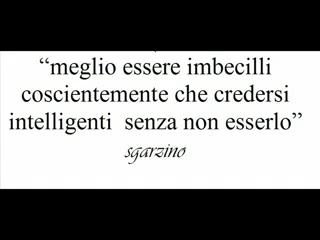 “meglio essere imbecilli
coscientemente che credersi
intelligenti senza non esserlo”
sgarzino